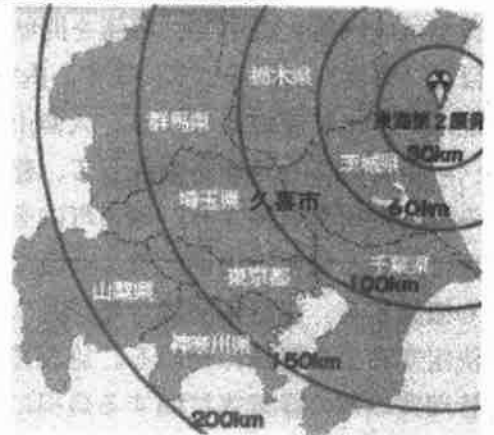 栃木県
東海第2原発
群馬県
30km
茨城県
埼玉県
久喜市
60km
千葉県
東京都
100km
山梨県
神奈川県
150km
200km